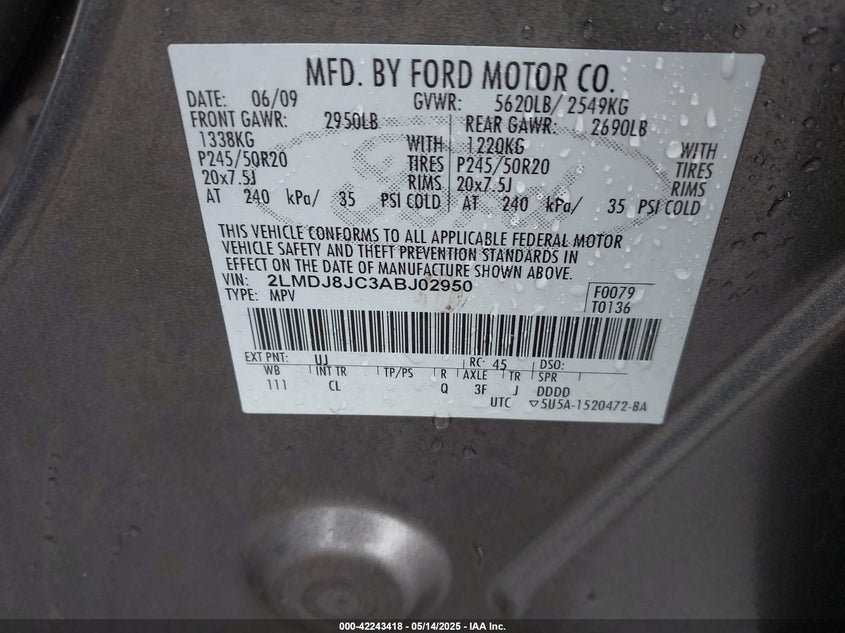 MFD. BY FORD MOTOR CO.
DATE: 06/09 GVWR: 5620LB/ 2549KG
FRONT GAWR: 2950LB REAR GAWR: 2690LB
1338KG WITH 1220KG WITH
P245/50R20 TIRES P245/50R20 TIRES
20x7.5J RIMS 20x7.5J RIMS
AT 240 kPa/ 35 PSI COLD AT 240 kPa/ 35 PSI COLD
THIS VEHICLE CONFORMS TO ALL APPLICABLE FEDERAL MOTOR
VEHICLE SAFETY AND THEFT PREVENTION STANDARDS IN
EFFECT ON THE DATE OF MANUFACTURE SHOWN ABOVE.
VIN: 2LMDJ8JC3ABJ02950 F0079
TYPE: MPV T0136
EXT PNT: UJ RC: 45 DSO:
WB INT TR TP/PS R AXLE TR SPR
111 CL Q 3F J DDDD
UTC ▽5U5A-1520472-BA
000-42243418 - 05/14/2025 - IAA Inc.